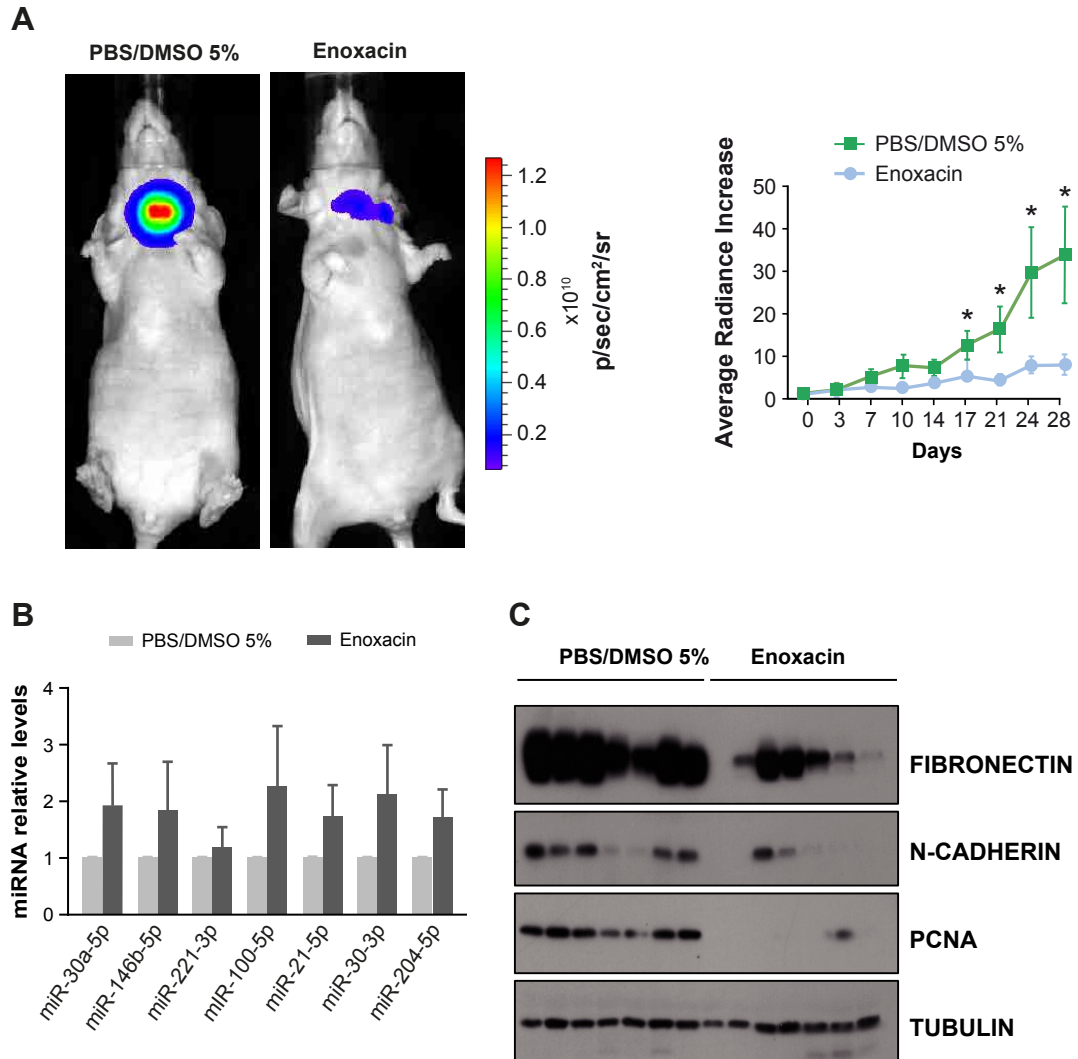 A
PBS/DMSO 5%
Enoxacin
1.2
1.0
0.8
0.6
0.4
0.2
x10^10
p/sec/cm²/sr
PBS/DMSO 5%
Enoxacin
Average Radiance Increase
50
40
30
20
10
0
* * * *
0 3 7 10 14 17 21 24 28
Days
B
PBS/DMSO 5%
Enoxacin
miRNA relative levels
4
3
2
1
0
miR-30a-5p
miR-146b-5p
miR-221-3p
mIR-100-5p
miR-21-5p
miR-30-3p
miR-204-5p
C
PBS/DMSO 5%
Enoxacin
FIBRONECTIN
N-CADHERIN
PCNA
TUBULIN